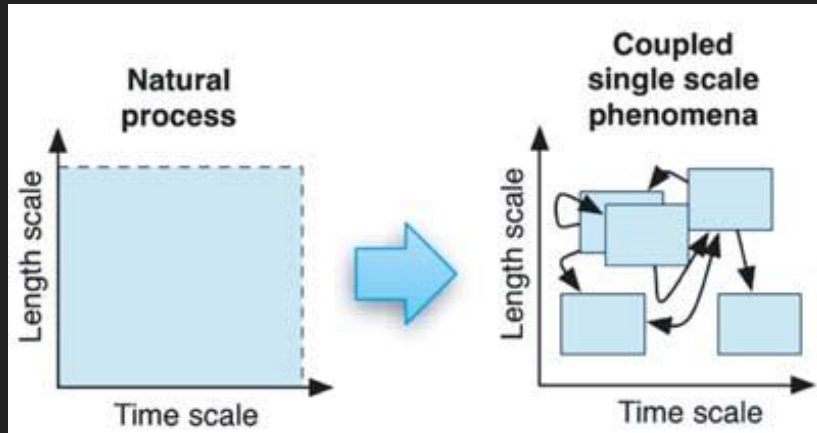 Natural
process
Length scale
Time scale
Coupled
single scale
phenomena
Length scale
Time scale